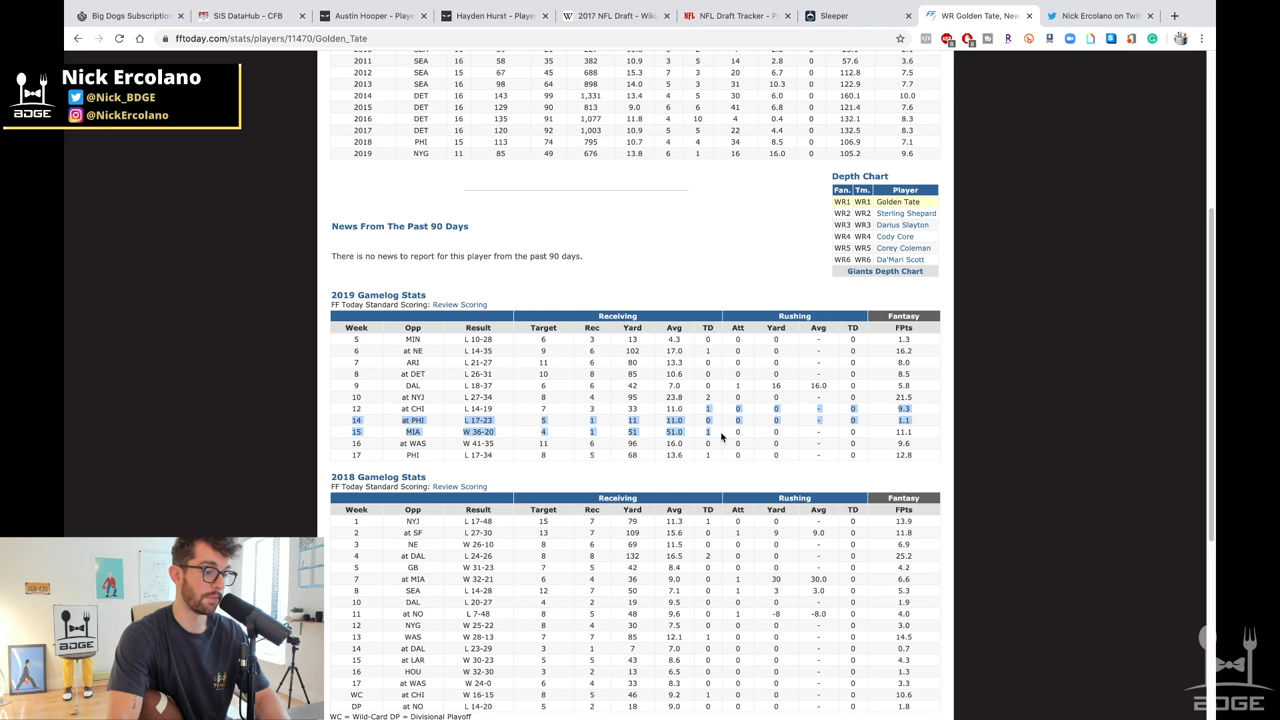 Big Dogs Subscription
SIS DataHub - CFB
Austin Hooper - Playe
Hayden Hurst - Player
2017 NFL Draft - Wiki
NFL Draft Tracker - P
Sleeper
WR Golden Tate, New
Nick Ercolano on Twit
fftoday.com/stats/players/11470/Golden_Tate
Nick Ercolano
@Nick_BDGE
@NickErcolano
BDGE
2011 SEA 16 58 35 382 10.9 3 5 14 2.8 0 57.6 3.6
2012 SEA 15 67 45 688 15.3 7 3 20 6.7 0 112.8 7.5
2013 SEA 16 98 64 898 14.0 5 3 31 10.3 0 122.9 7.7
2014 DET 16 143 99 1,331 13.4 4 5 30 6.0 0 160.1 10.0
2015 DET 16 129 90 813 9.0 6 6 41 6.8 0 121.4 7.6
2016 DET 16 135 91 1,077 11.8 4 10 4 0.4 0 132.1 8.3
2017 DET 16 120 92 1,003 10.9 5 5 22 4.4 0 132.5 8.3
2018 PHI 15 113 74 795 10.7 4 4 34 8.5 0 106.9 7.1
2019 NYG 11 85 49 676 13.8 6 1 16 16.0 0 105.2 9.6
Depth Chart
Fan. Tm. Player
WR1 WR1 Golden Tate
WR2 WR2 Sterling Shepard
WR3 WR3 Darius Slayton
WR4 WR4 Cody Core
WR5 WR5 Corey Coleman
WR6 WR6 Da'Mari Scott
Giants Depth Chart
News From The Past 90 Days
There is no news to report for this player from the past 90 days.
2019 Gamelog Stats
FF Today Standard Scoring: Review Scoring
Receiving Rushing Fantasy
Week Opp Result Target Rec Yard Avg TD Att Yard Avg TD FPts
5 MIN L 10-28 6 3 13 4.3 0 0 0 - 0 1.3
6 at NE L 14-35 9 6 102 17.0 1 0 0 - 0 16.2
7 ARI L 21-27 11 6 80 13.3 0 0 0 - 0 8.0
8 at DET L 26-31 10 8 85 10.6 0 0 0 - 0 8.5
9 DAL L 18-37 6 6 42 7.0 0 1 16 16.0 0 5.8
10 at NYJ L 27-34 8 4 95 23.8 2 0 0 - 0 21.5
12 at CHI L 14-19 7 3 33 11.0 1 0 0 - 0 9.3
14 at PHI L 17-23 5 1 11 11.0 0 0 0 - 0 1.1
15 MIA W 36-20 4 1 51 51.0 1 0 0 - 0 11.1
16 at WAS W 41-35 11 6 96 16.0 0 0 0 - 0 9.6
17 PHI L 17-34 8 5 68 13.6 1 0 0 - 0 12.8
2018 Gamelog Stats
FF Today Standard Scoring: Review Scoring
Receiving Rushing Fantasy
Week Opp Result Target Rec Yard Avg TD Att Yard Avg TD FPts
1 NYJ L 17-48 15 7 79 11.3 1 0 0 - 0 13.9
2 at SF L 27-30 13 7 109 15.6 0 1 9 9.0 0 11.8
3 NE W 26-10 8 6 69 11.5 0 0 0 - 0 6.9
4 at DAL L 24-26 8 8 132 16.5 2 0 0 - 0 25.2
5 GB W 31-23 7 5 42 8.4 0 0 0 - 0 4.2
7 at MIA W 32-21 6 4 36 9.0 0 1 30 30.0 0 6.6
8 SEA L 14-28 12 7 50 7.1 0 1 3 3.0 0 5.3
10 DAL L 20-27 4 2 19 9.5 0 0 0 - 0 1.9
11 at NO L 7-48 8 5 48 9.6 0 1 -8 -8.0 0 4.0
12 NYG W 25-22 8 4 30 7.5 0 0 0 - 0 3.0
13 WAS W 28-13 7 7 85 12.1 1 0 0 - 0 14.5
14 at DAL L 23-29 3 1 7 7.0 0 0 0 - 0 0.7
15 at LAR W 30-23 5 5 43 8.6 0 0 0 - 0 4.3
16 HOU W 32-30 3 2 13 6.5 0 0 0 - 0 1.3
17 at WAS W 24-0 6 4 33 8.3 0 0 0 - 0 3.3
WC at CHI W 16-15 8 5 46 9.2 1 0 0 - 0 10.6
DP at NO L 14-20 5 2 18 9.0 0 0 0 - 0 1.8
WC = Wild-Card DP = Divisional Playoff
BDGE
BDGE